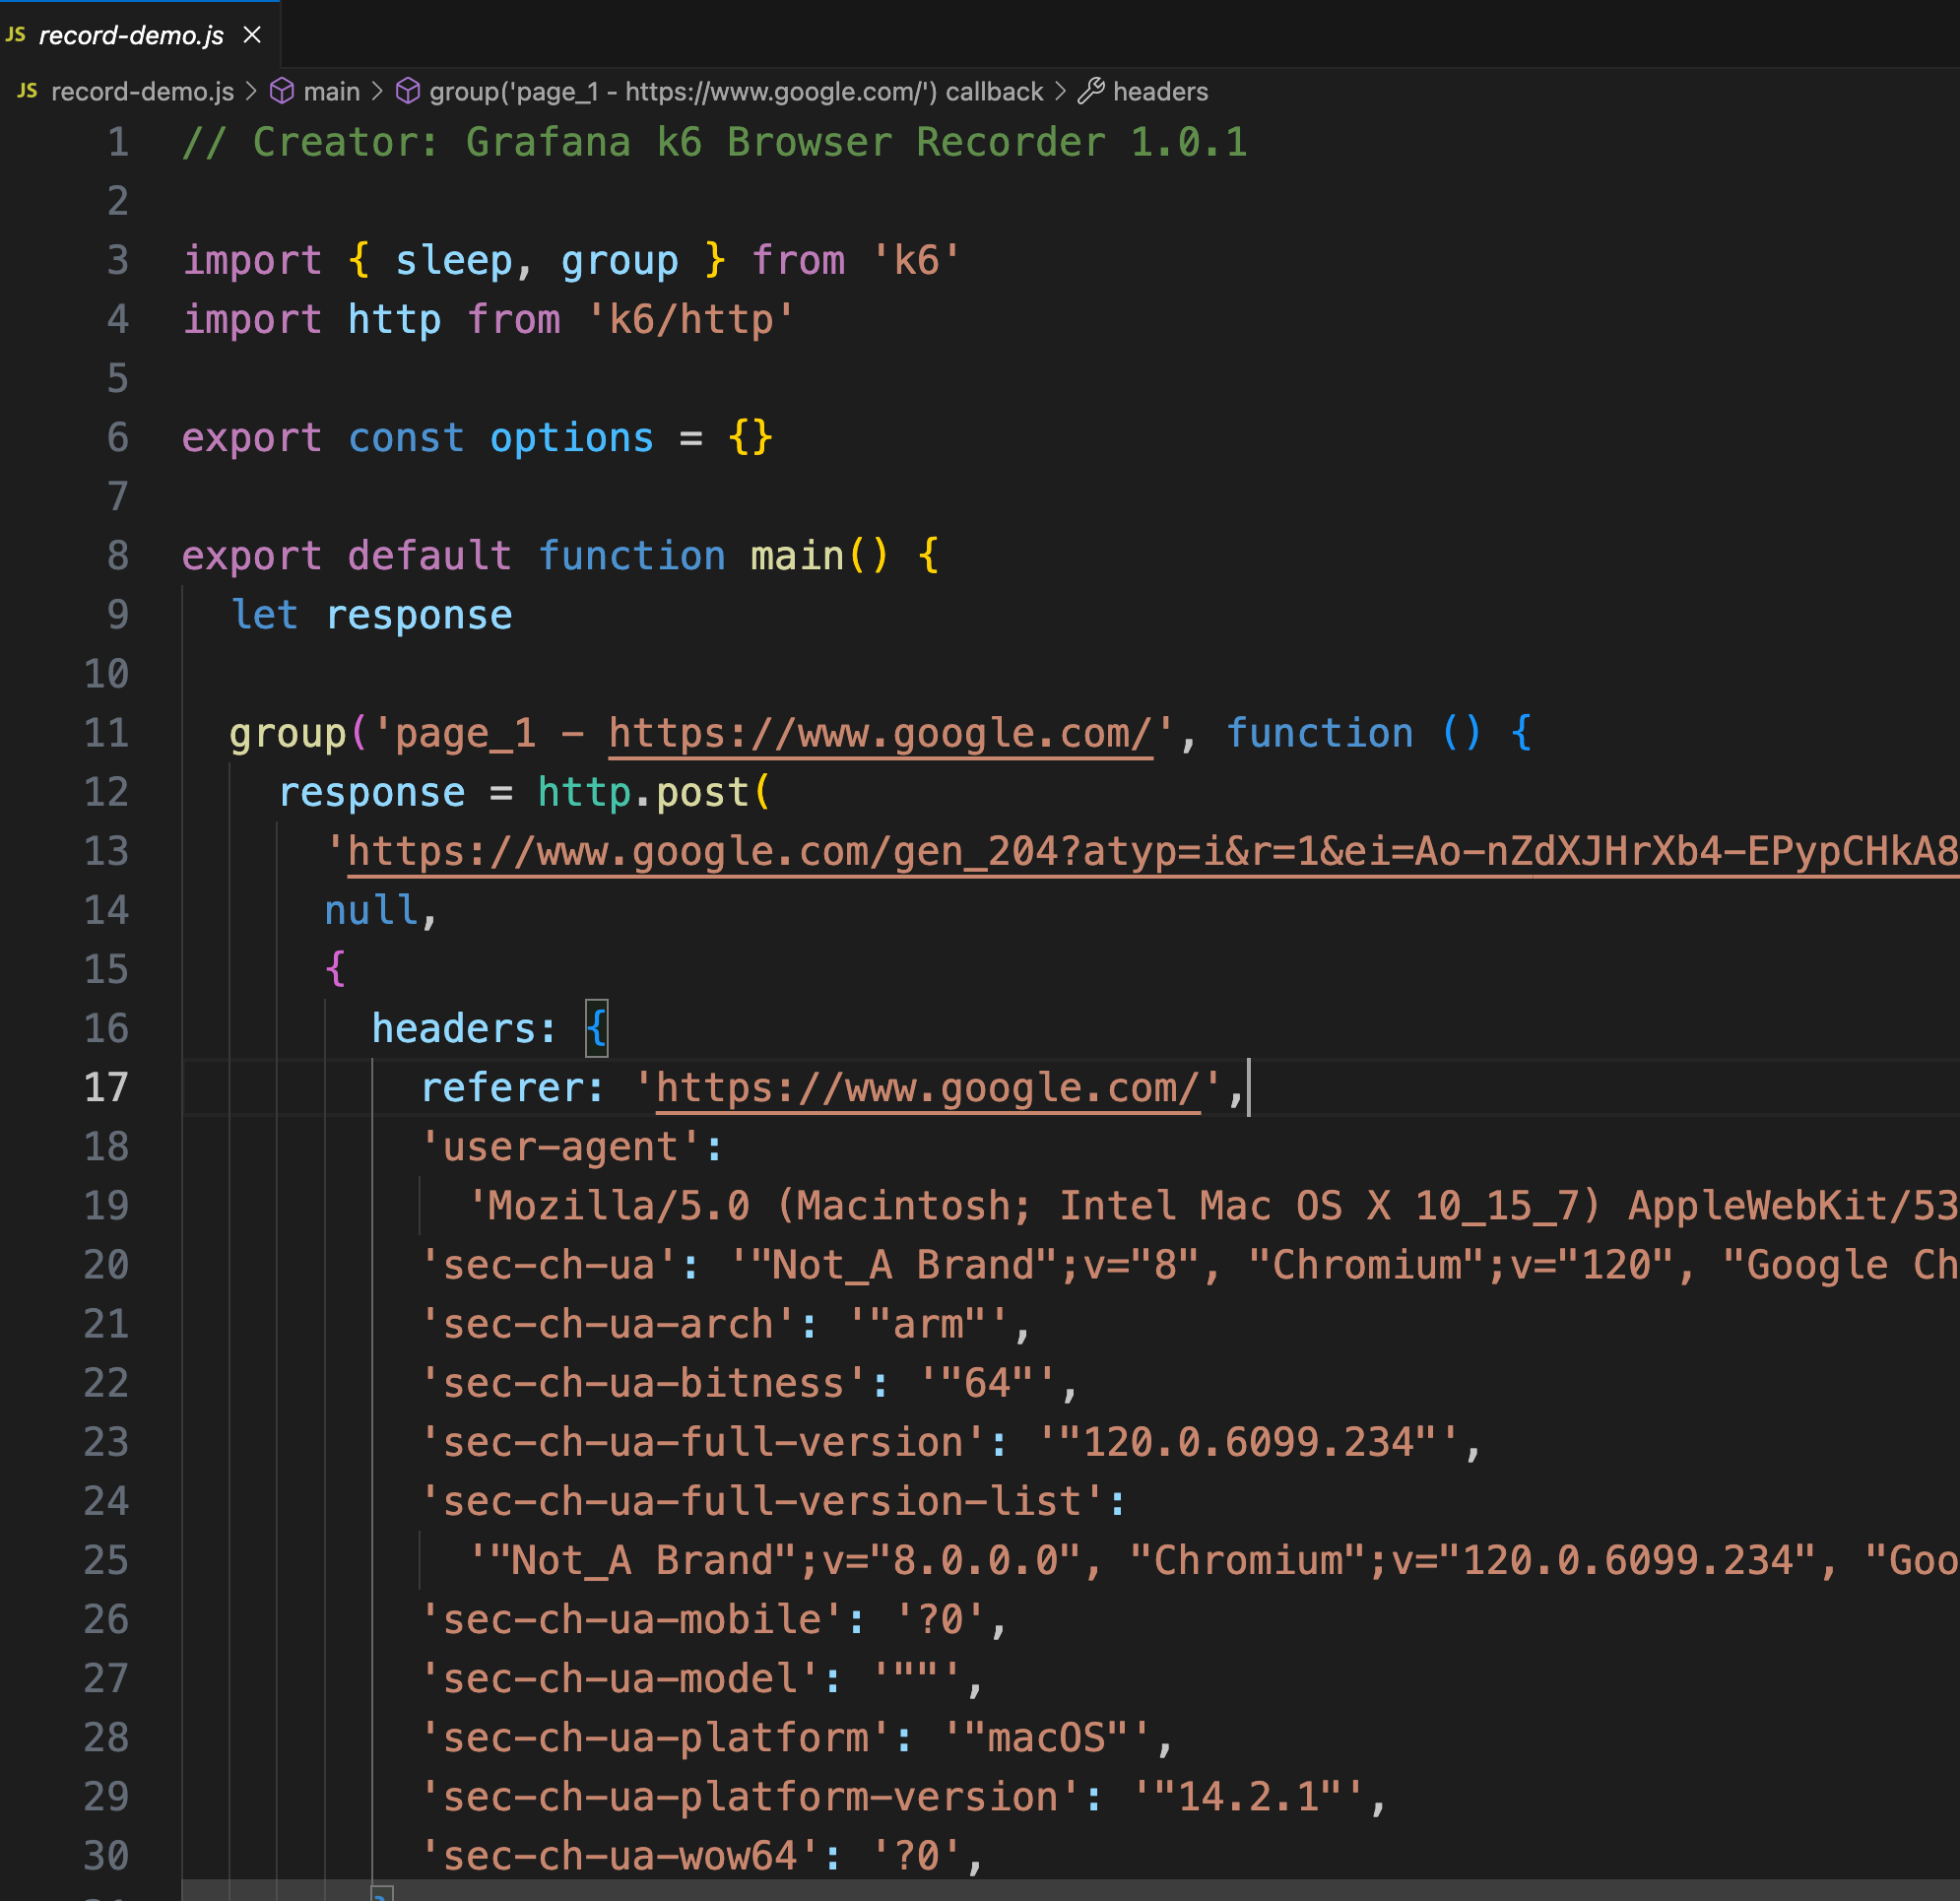 JS record-demo.js ×
JS record-demo.js > main > group('page_1 - https://www.google.com/') callback > headers
1 // Creator: Grafana k6 Browser Recorder 1.0.1
2
3 import { sleep, group } from 'k6'
4 import http from 'k6/http'
5
6 export const options = {}
7
8 export default function main() {
9 let response
10
11 group('page_1 - https://www.google.com/', function () {
12 response = http.post(
13 'https://www.google.com/gen_204?atyp=i&r=1&ei=Ao-nZdXJHrXb4-EPypCHkA8
14 null,
15 {
16 headers: {
17 referer: 'https://www.google.com/',
18 'user-agent':
19 'Mozilla/5.0 (Macintosh; Intel Mac OS X 10_15_7) AppleWebKit/53
20 'sec-ch-ua': '"Not_A Brand";v="8", "Chromium";v="120", "Google Ch
21 'sec-ch-ua-arch': '"arm"',
22 'sec-ch-ua-bitness': '"64"',
23 'sec-ch-ua-full-version': '"120.0.6099.234"',
24 'sec-ch-ua-full-version-list':
25 '"Not_A Brand";v="8.0.0.0", "Chromium";v="120.0.6099.234", "Goo
26 'sec-ch-ua-mobile': '?0',
27 'sec-ch-ua-model': '""',
28 'sec-ch-ua-platform': '"macOS"',
29 'sec-ch-ua-platform-version': '"14.2.1"',
30 'sec-ch-ua-wow64': '?0',